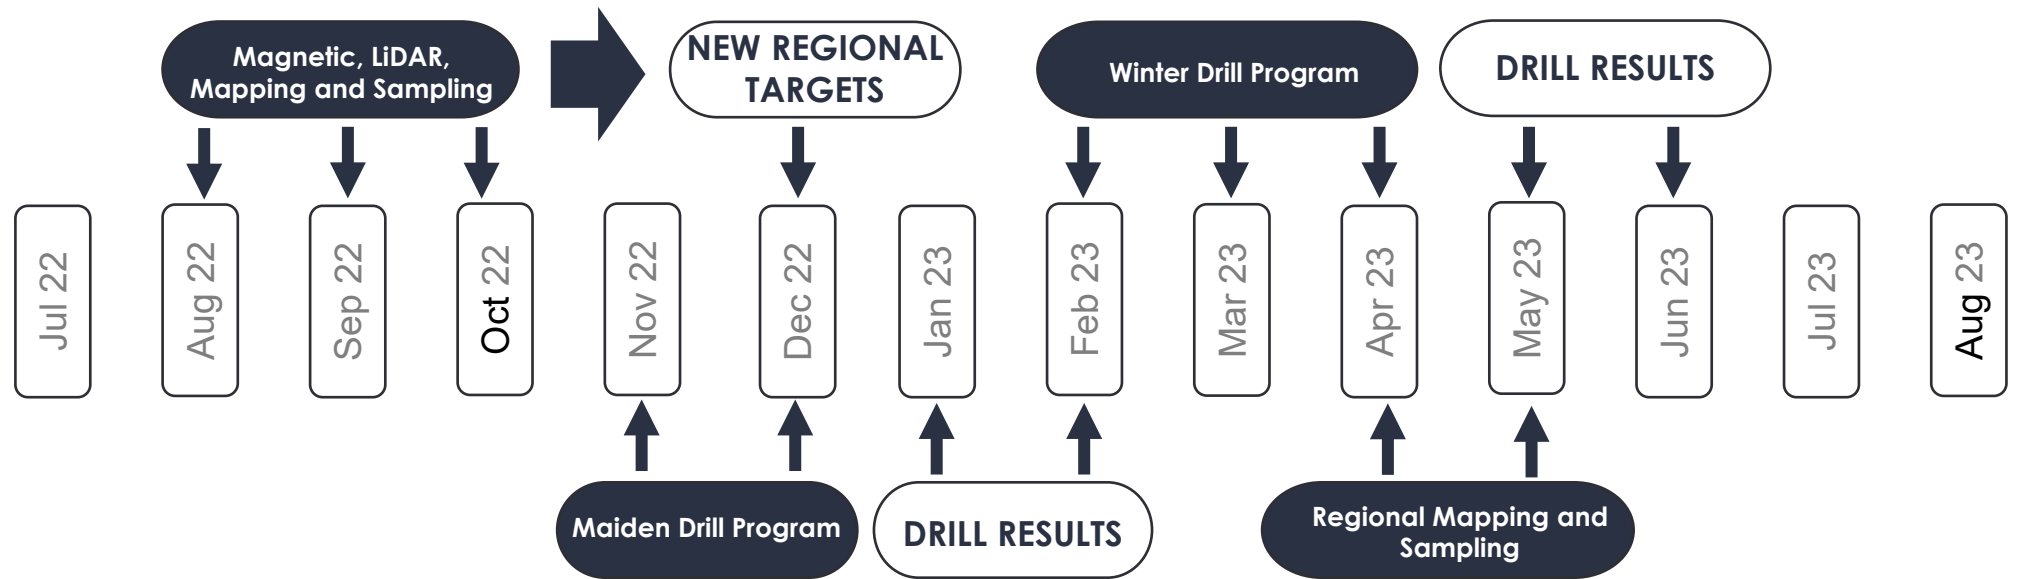 Magnetic, LiDAR,
Mapping and Sampling
NEW REGIONAL
TARGETS
Winter Drill Program
DRILL RESULTS
Jul 22
Aug 22
Sep 22
Oct 22
Nov 22
Dec 22
Jan 23
Feb 23
Mar 23
Apr 23
May 23
Jun 23
Jul 23
Aug 23
Maiden Drill Program
DRILL RESULTS
Regional Mapping and
Sampling